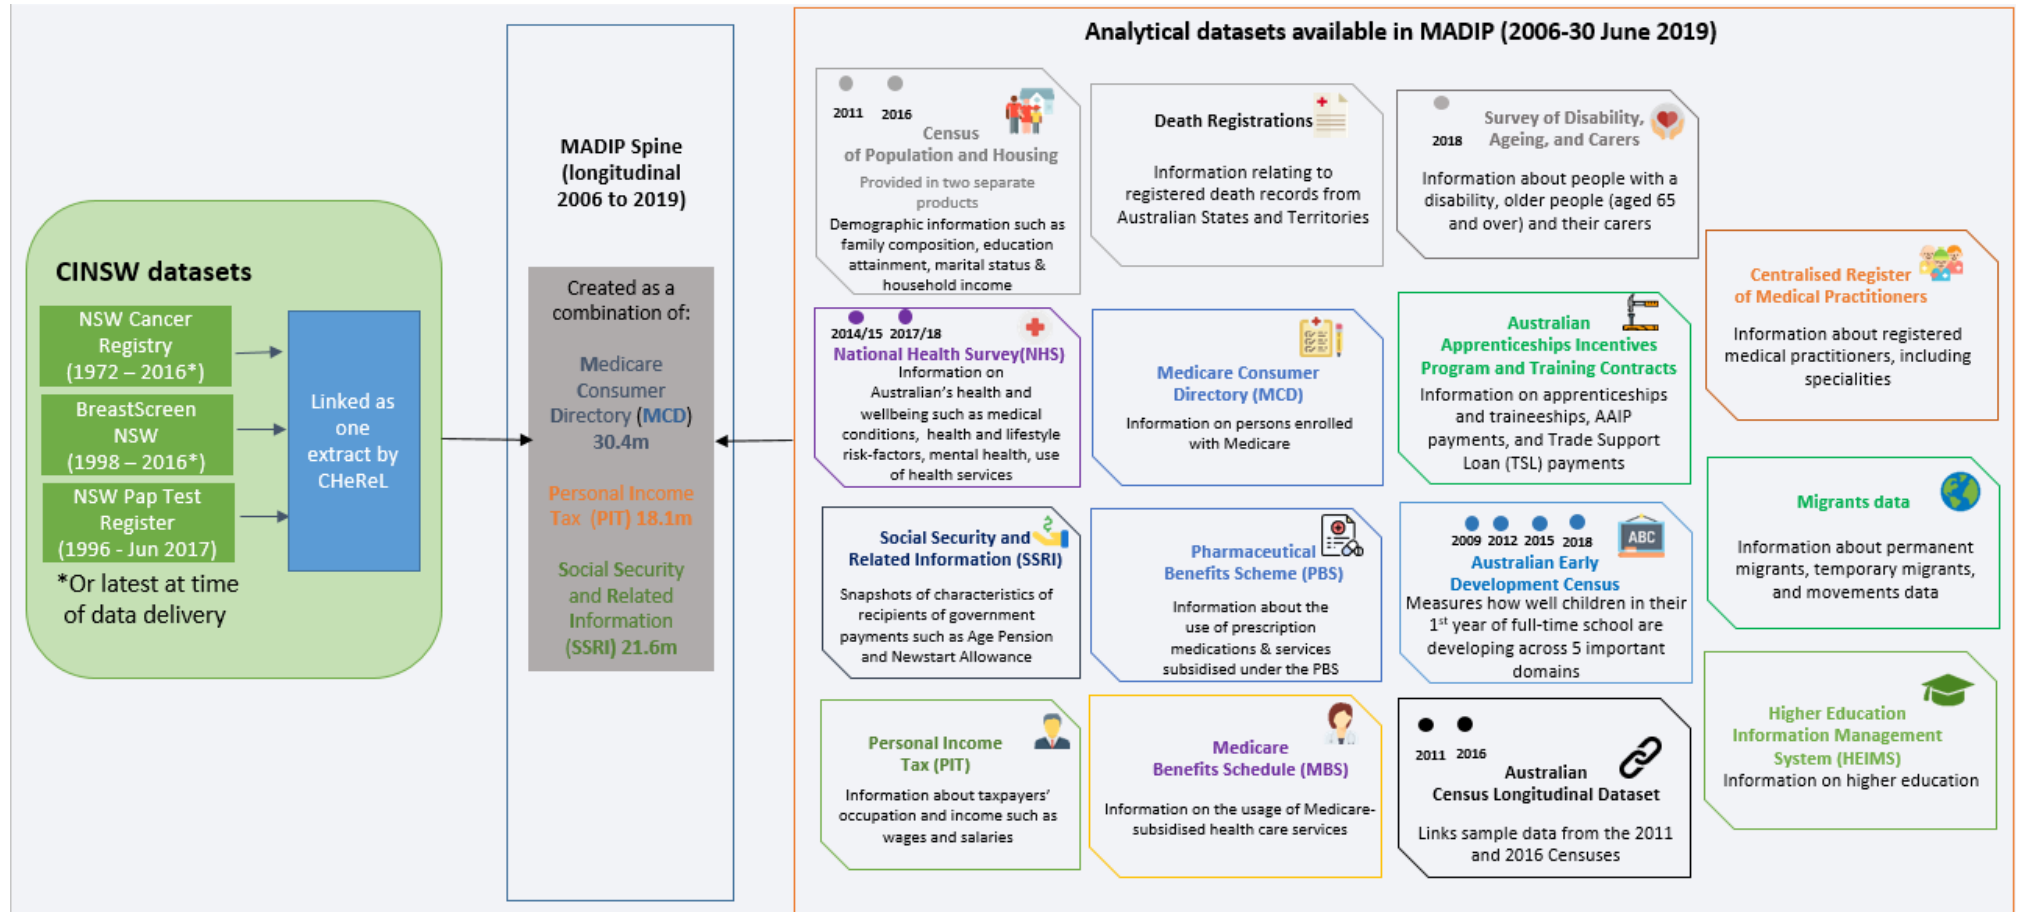 CINSW datasets
NSW Cancer
Registry
(1972 – 2016*)
BreastScreen
NSW
(1998 – 2016*)
NSW Pap Test
Register
(1996 - Jun 2017)
*Or latest at time
of data delivery
Linked as
one
extract by
CHeReL
MADIP Spine
(longitudinal
2006 to 2019)
Created as a
combination of:
Medicare
Consumer
Directory (MCD)
30.4m
Personal Income
Tax (PIT) 18.1m
Social Security
and Related
Information
(SSRI) 21.6m
Analytical datasets available in MADIP (2006-30 June 2019)
2011 2016
Census
of Population and Housing
Provided in two separate
products
Demographic information such as
family composition, education
attainment, marital status &
household income
Death Registrations
Information relating to
registered death records from
Australian States and Territories
2018
Survey of Disability,
Ageing, and Carers
Information about people with a
disability, older people (aged 65
and over) and their carers
Centralised Register
of Medical Practitioners
Information about registered
medical practitioners, including
specialities
2014/15 2017/18
National Health Survey(NHS)
Information on
Australian's health and
wellbeing such as medical
conditions, health and lifestyle
risk-factors, mental health, use
of health services
Medicare Consumer
Directory (MCD)
Information on persons enrolled
with Medicare
Australian
Apprenticeships Incentives
Program and Training Contracts
Information on apprenticeships
and traineeships, AAIP
payments, and Trade Support
Loan (TSL) payments
Migrants data
Information about permanent
migrants, temporary migrants,
and movements data
Social Security and
Related Information (SSRI)
Snapshots of characteristics of
recipients of government
payments such as Age Pension
and Newstart Allowance
Pharmaceutical
Benefits Scheme (PBS)
Information about the
use of prescription
medications & services
subsidised under the PBS
2009 2012 2015 2018
ABC
Australian Early
Development Census
Measures how well children in their
1st year of full-time school are
developing across 5 important
domains
Higher Education
Information Management
System (HEIMS)
Information on higher education
Personal Income
Tax (PIT)
Information about taxpayers'
occupation and income such as
wages and salaries
Medicare
Benefits Schedule (MBS)
Information on the usage of Medicare-
subsidised health care services
2011 2016
Australian
Census Longitudinal Dataset
Links sample data from the 2011
and 2016 Censuses